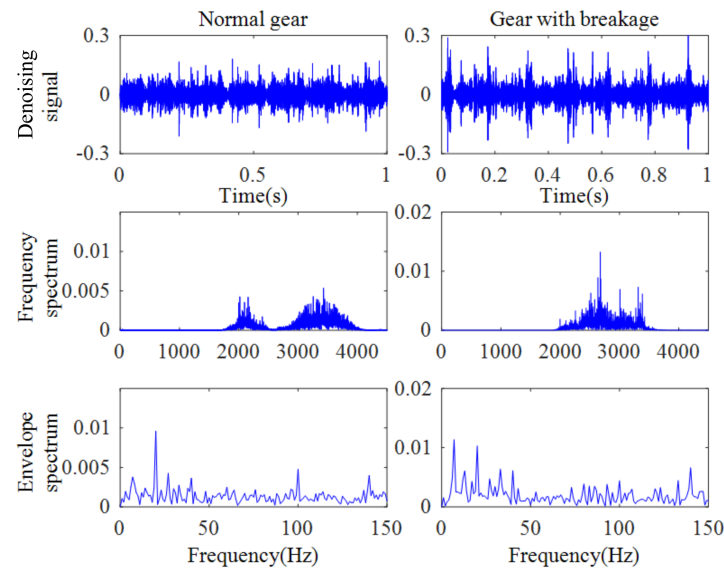 Normal gear Gear with breakage
Denoising
signal
0.3
0
-0.3
0 0.5 1
Time(s)
0.3
0
-0.3
0 0.2 0.4 0.6 0.8 1
Time(s)
Frequency
spectrum
0.01
0.005
0
0 1000 2000 3000 4000
0.02
0.01
0
0 1000 2000 3000 4000
Envelope
spectrum
0.01
0.005
0
0 50 100 150
Frequency(Hz)
0.02
0.01
0
0 50 100 150
Frequency(Hz)